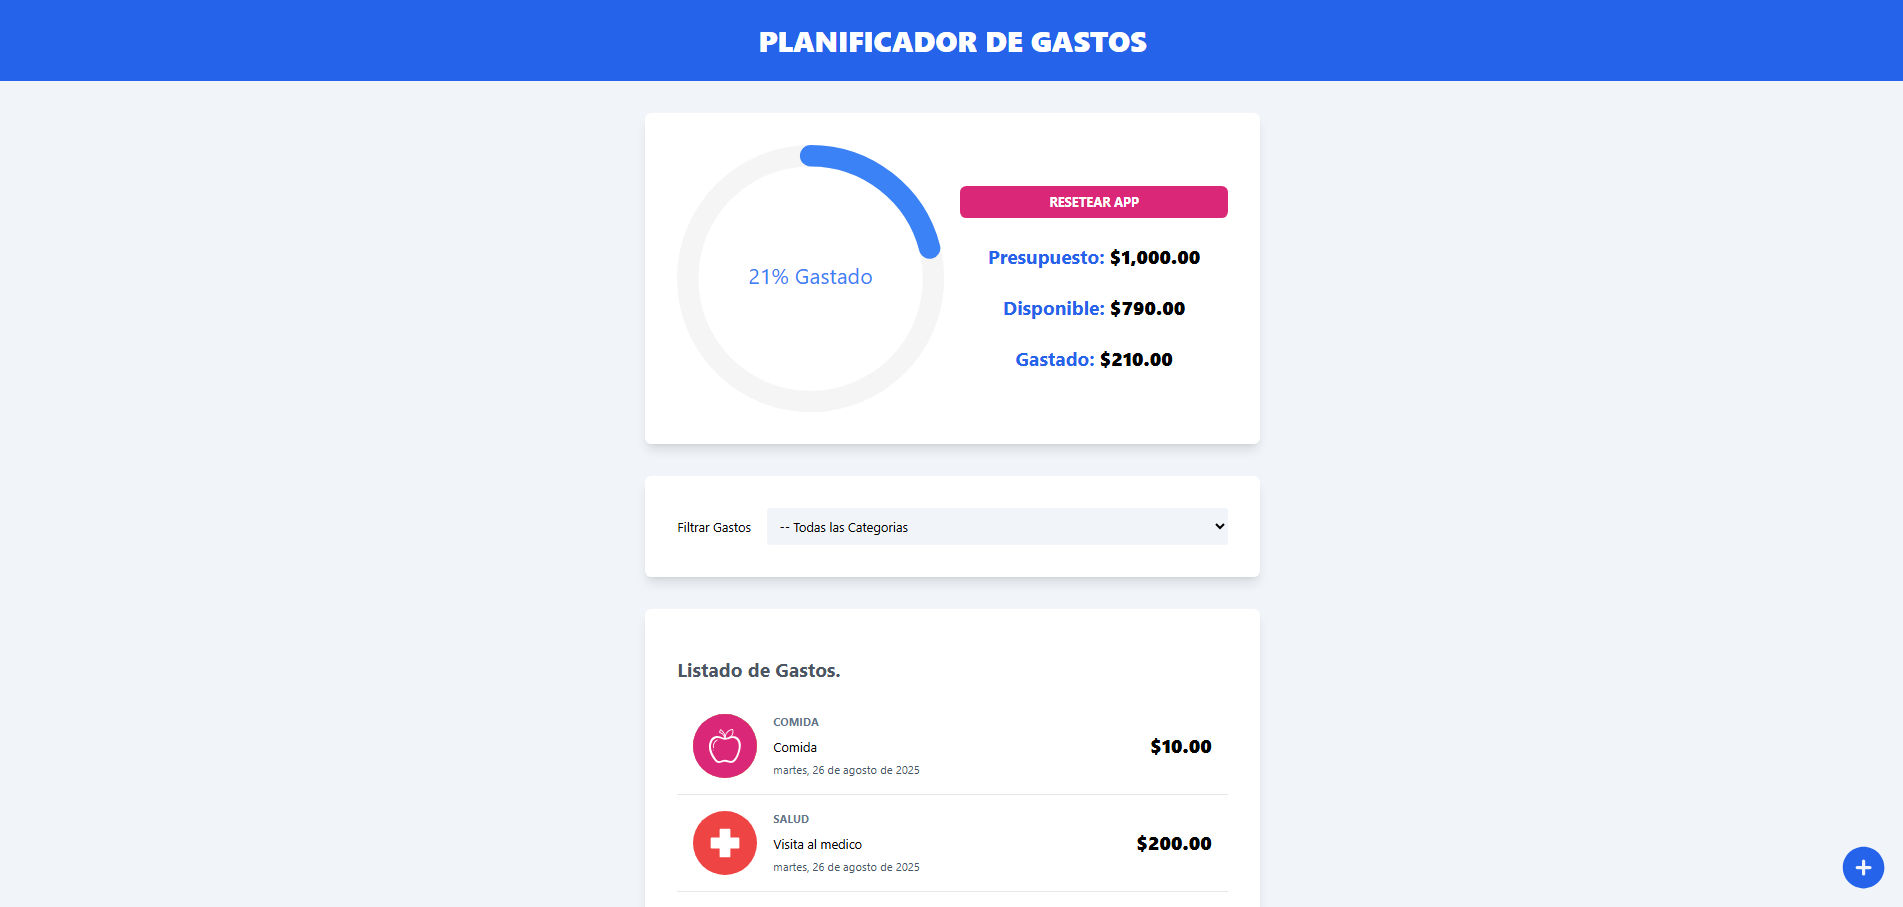 PLANIFICADOR DE GASTOS
21% Gastado
RESETEAR APP
Presupuesto: $1,000.00
Disponible: $790.00
Gastado: $210.00
Filtrar Gastos
-- Todas las Categorias
Listado de Gastos.
COMIDA
Comida
martes, 26 de agosto de 2025
$10.00
SALUD
Visita al medico
martes, 26 de agosto de 2025
$200.00